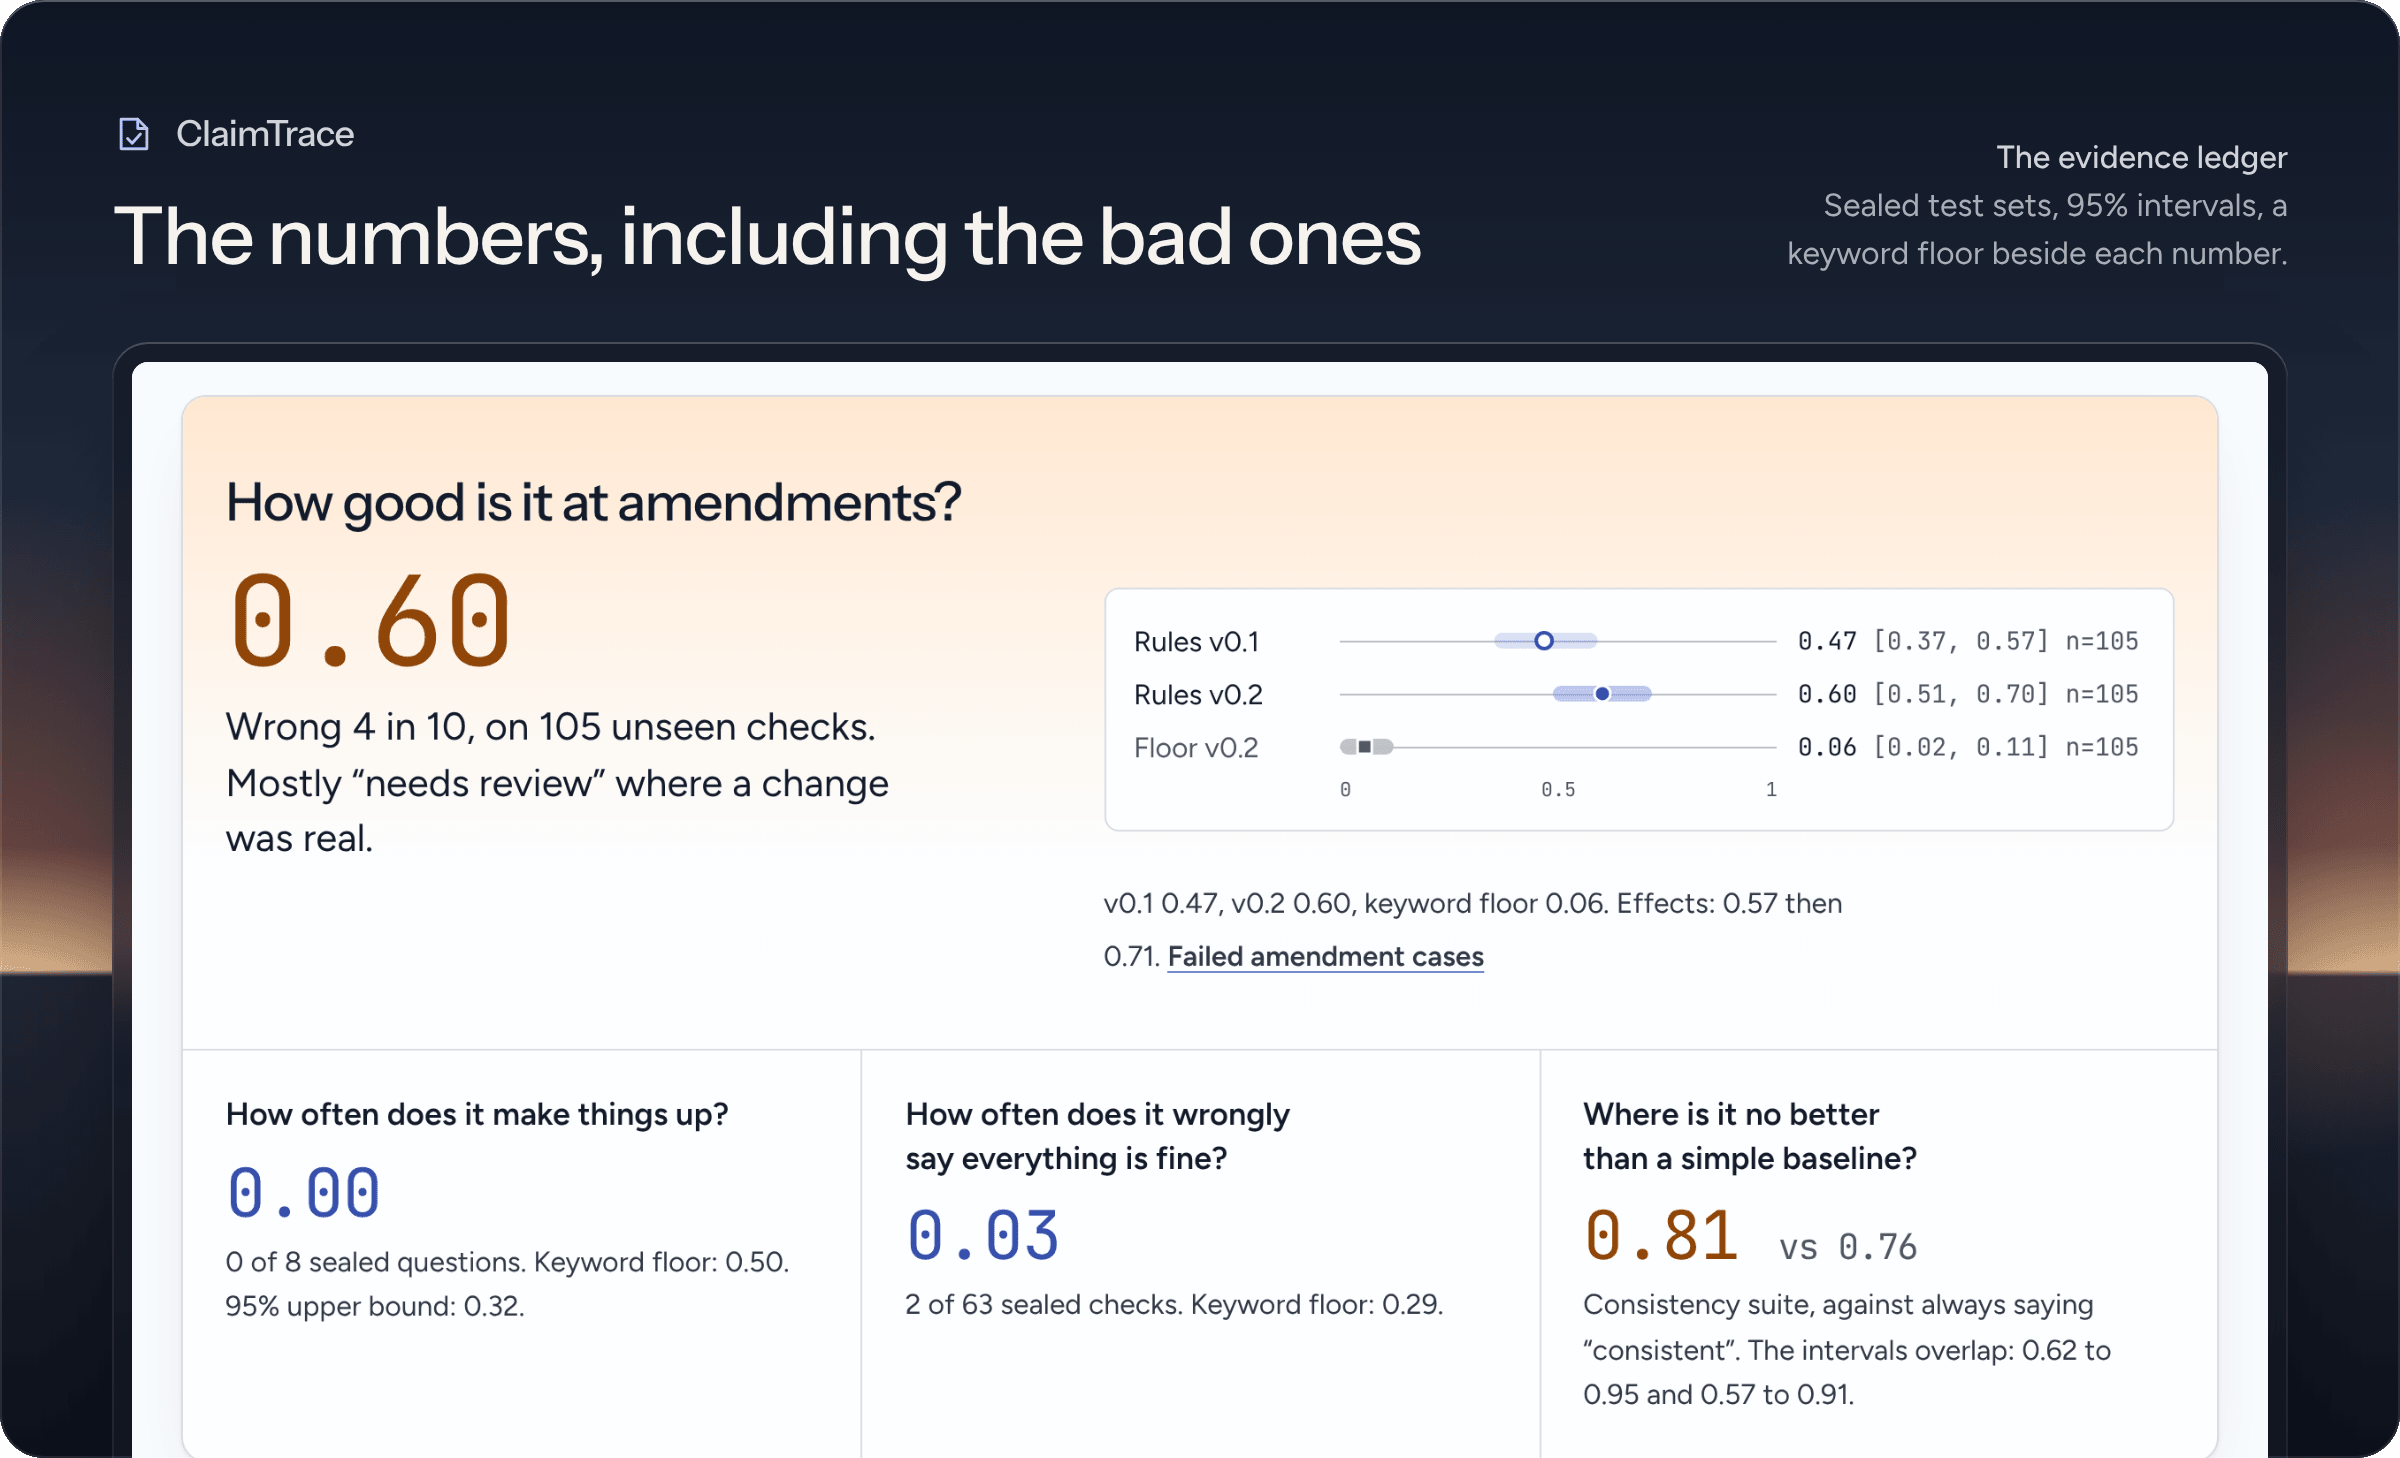 ClaimTrace
The numbers, including the bad ones
The evidence ledger
Sealed test sets, 95% intervals, a
keyword floor beside each number.
How good is it at amendments?
0.60
Wrong 4 in 10, on 105 unseen checks.
Mostly “needs review” where a change
was real.
Rules v0.1 0.47 [0.37, 0.57] n=105
Rules v0.2 0.60 [0.51, 0.70] n=105
Floor v0.2 0.06 [0.02, 0.11] n=105
0 0.5 1
v0.1 0.47, v0.2 0.60, keyword floor 0.06. Effects: 0.57 then
0.71. Failed amendment cases
How often does it make things up?
0.00
0 of 8 sealed questions. Keyword floor: 0.50.
95% upper bound: 0.32.
How often does it wrongly
say everything is fine?
0.03
2 of 63 sealed checks. Keyword floor: 0.29.
Where is it no better
than a simple baseline?
0.81 vs 0.76
Consistency suite, against always saying
“consistent”. The intervals overlap: 0.62 to
0.95 and 0.57 to 0.91.